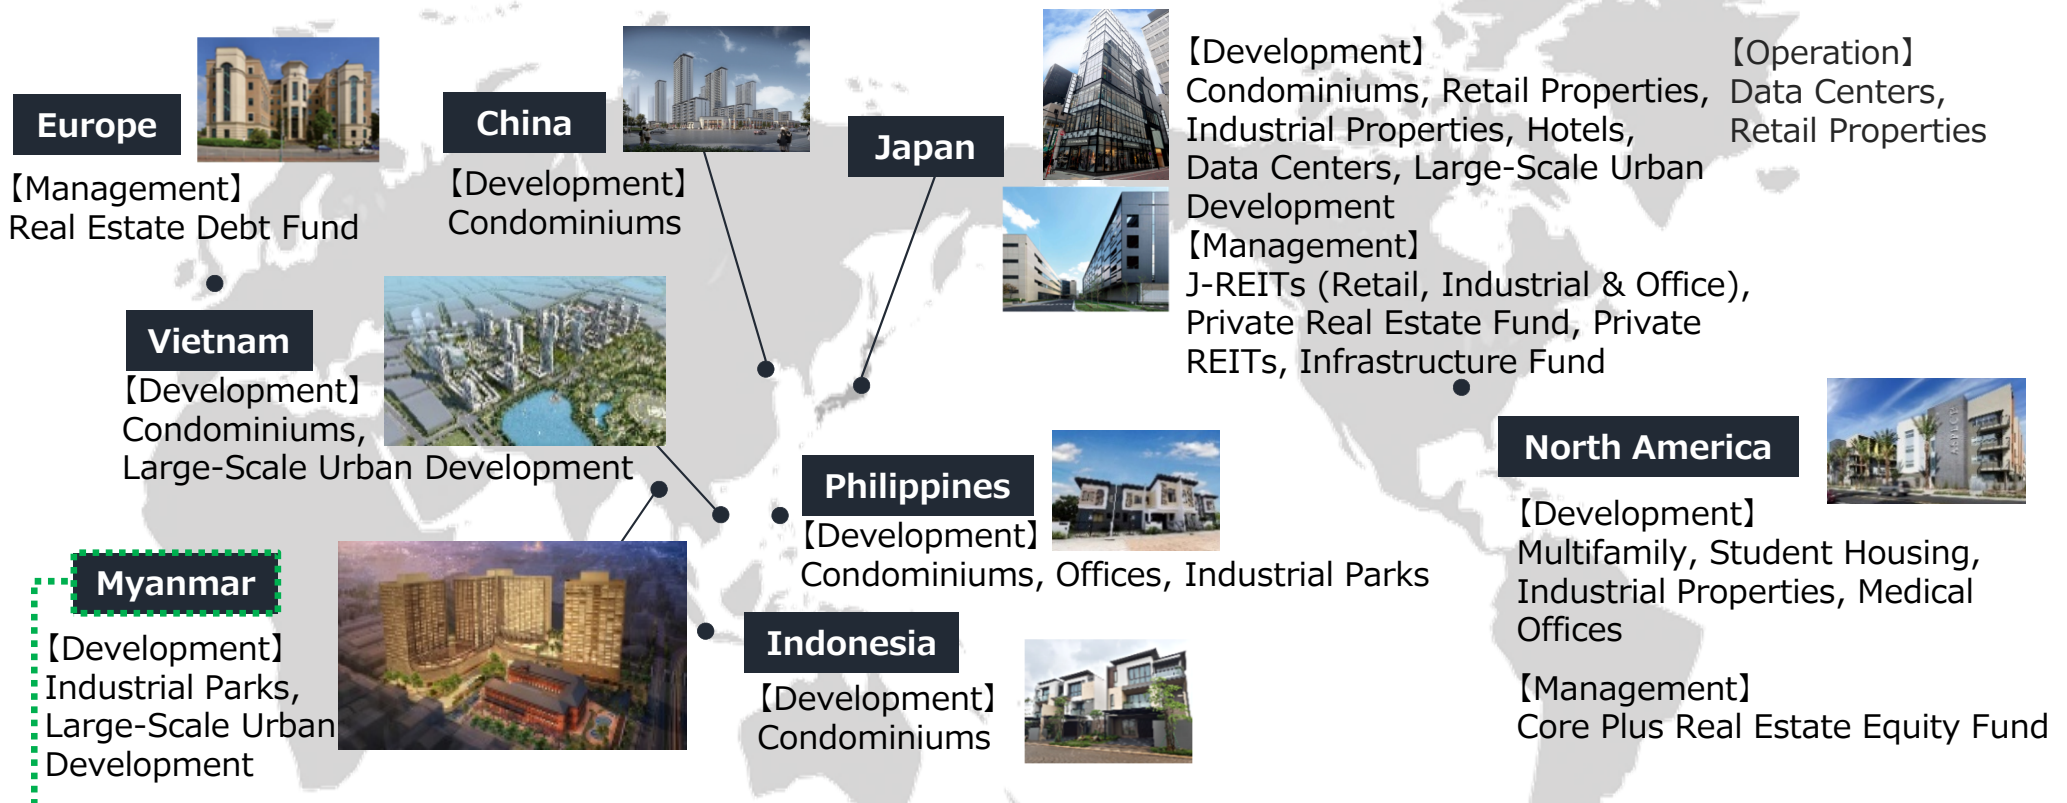 Europe
【Management】
Real Estate Debt Fund
China
【Development】
Condominiums
Japan
【Development】
Condominiums, Retail Properties,
Industrial Properties, Hotels,
Data Centers, Large-Scale Urban
Development
【Management】
J-REITs (Retail, Industrial & Office),
Private Real Estate Fund, Private
REITs, Infrastructure Fund
【Operation】
Data Centers,
Retail Properties
Vietnam
【Development】
Condominiums,
Large-Scale Urban Development
Philippines
【Development】
Condominiums, Offices, Industrial Parks
North America
【Development】
Multifamily, Student Housing,
Industrial Properties, Medical
Offices
【Management】
Core Plus Real Estate Equity Fund
Myanmar
【Development】
Industrial Parks,
Large-Scale Urban
Development
Indonesia
【Development】
Condominiums